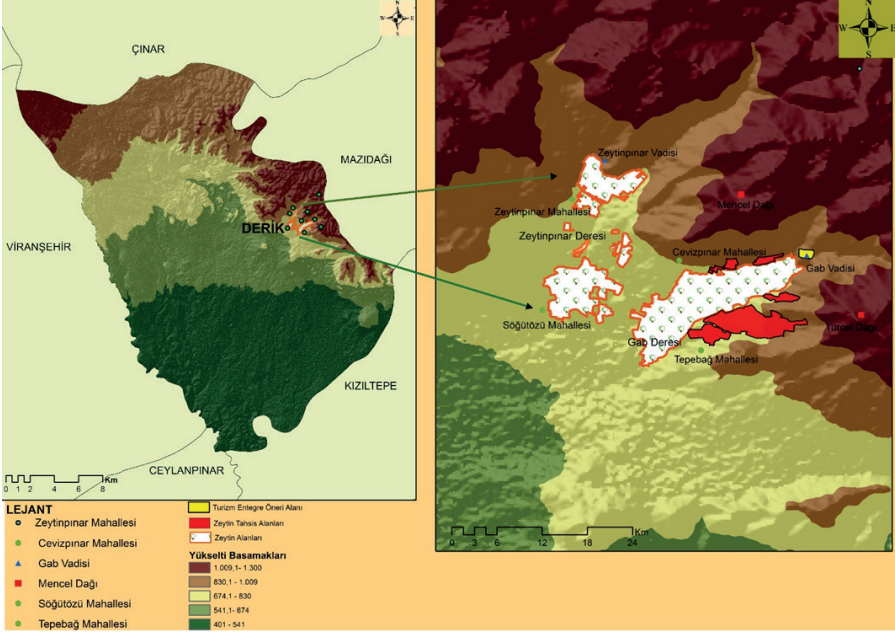 N
W
E
S
ÇINAR
MAZIDAĞI
DERİK
VİRANŞEHİR
KIZILTEPE
CEYLANPINAR
0 1 2 4 6 8 Km
N
W
E
S
Zeytinpınar Vadisi
Mencel Dağı
Zeytinpınar Mahallesi
Zeytinpınar Deresi
Cevizpınar Mahallesi
Gab Vadisi
Söğütözü Mahallesi
Turcel Dağı
Gab Deresi
Tepebağ Mahallesi
0 3 6 12 18 24 Km
LEJANT
Zeytinpınar Mahallesi
Cevizpınar Mahallesi
Gab Vadisi
Mencel Dağı
Söğütözü Mahallesi
Tepebağ Mahallesi
Turizm Entegre Öneri Alanı
Zeytin Tahsis Alanları
Zeytin Alanları
Yükselti Basamakları
1.009,1- 1.300
830,1 - 1.009
674,1 - 830
541,1- 674
401 - 541